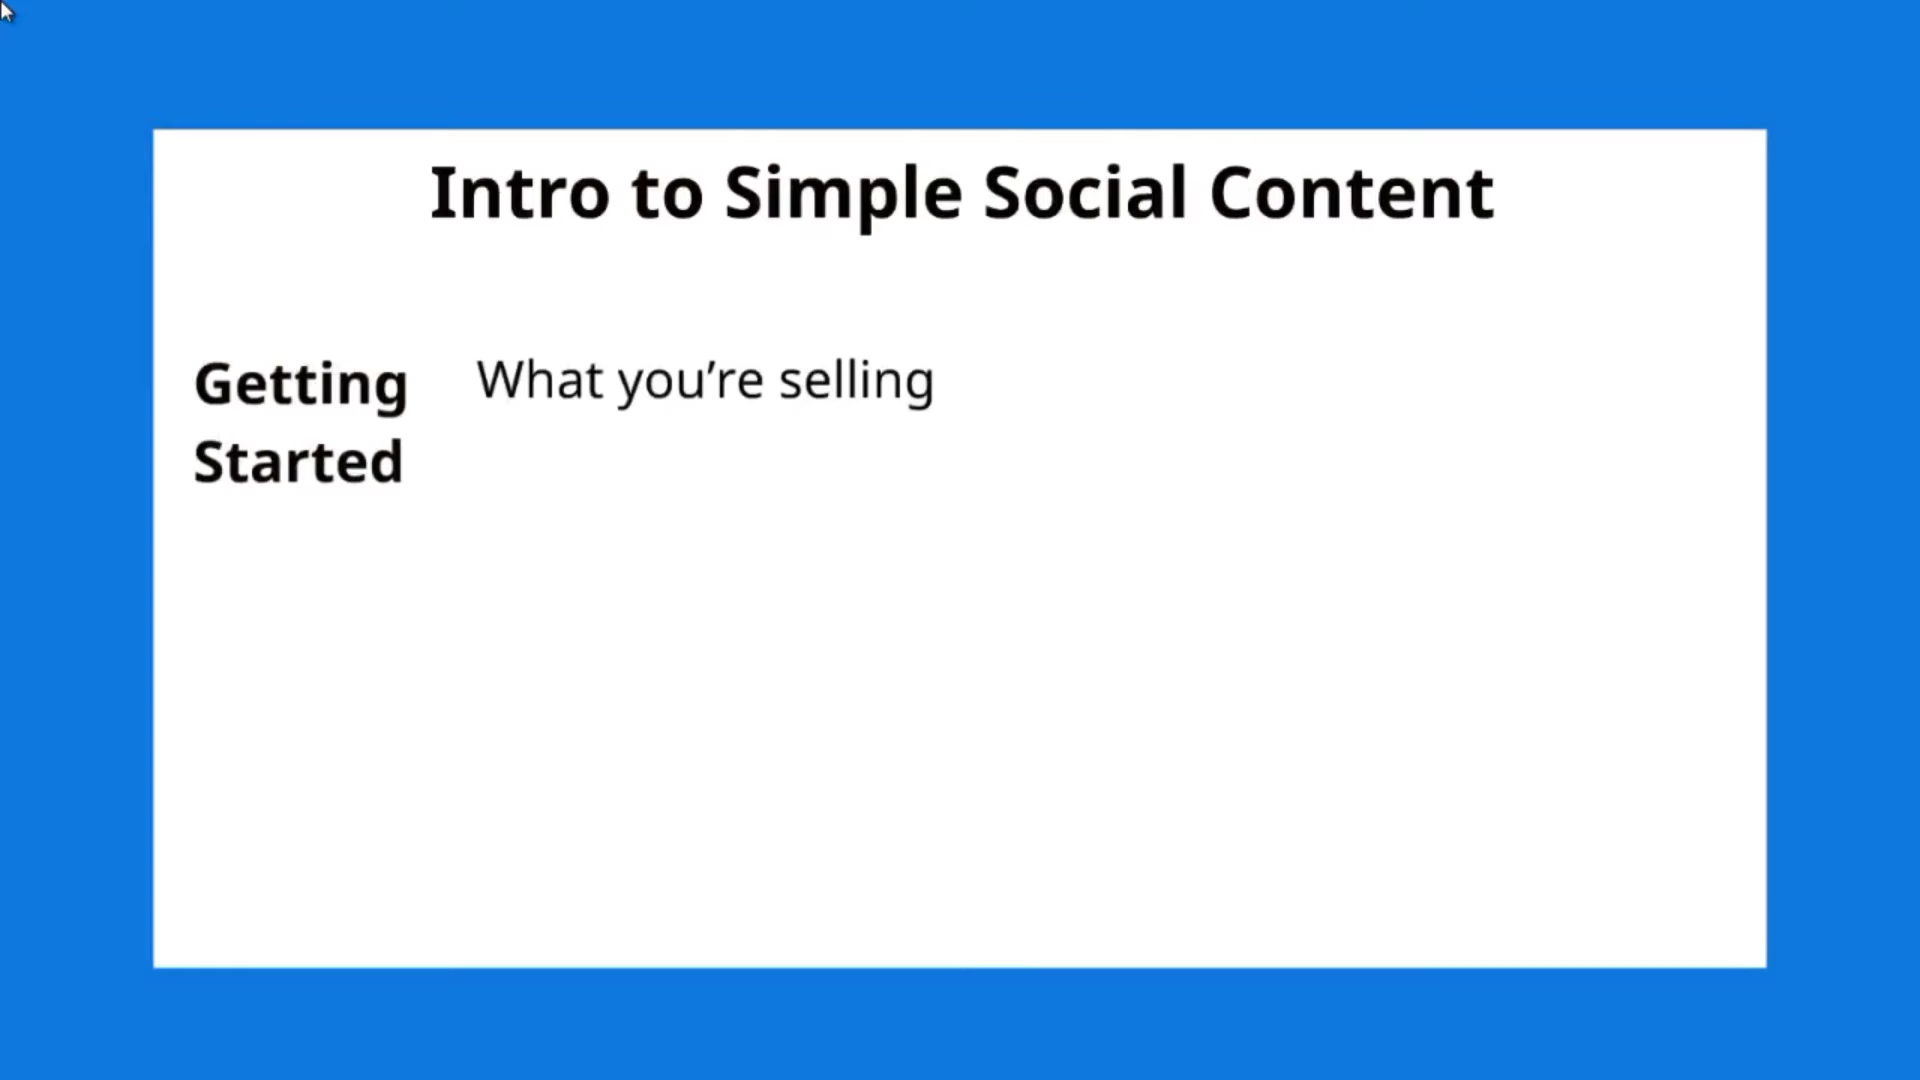 Intro to Simple Social Content
Getting
Started
What you’re selling